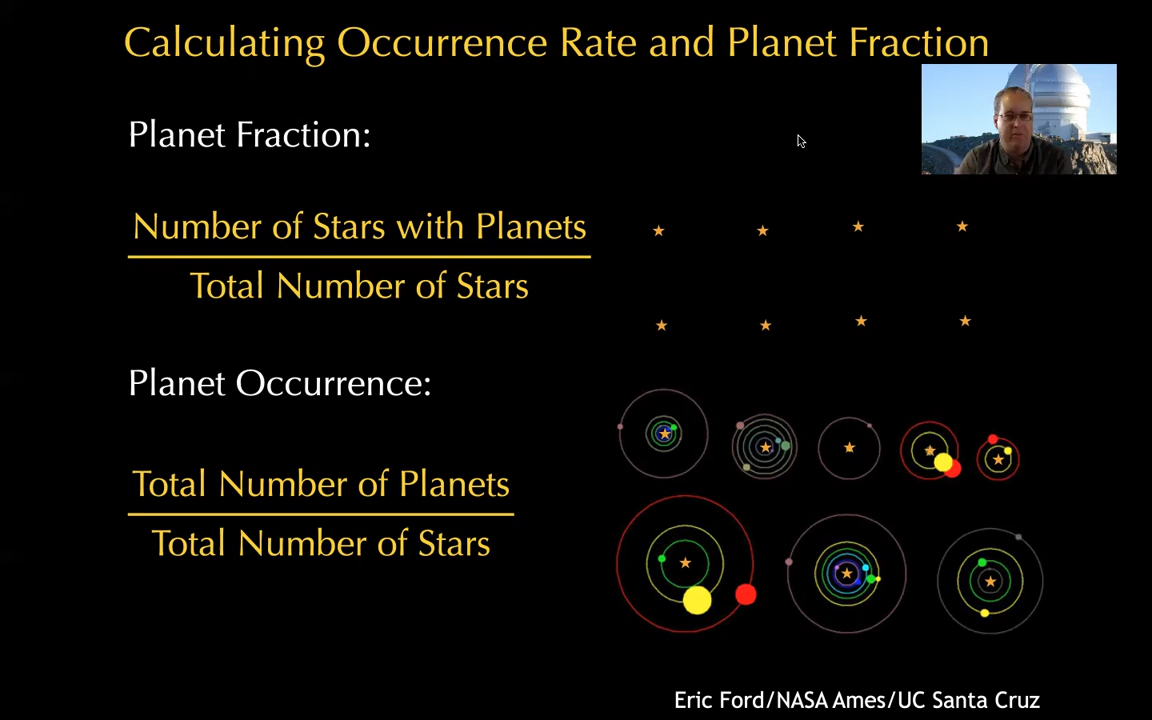 Calculating Occurrence Rate and Planet Fraction
Planet Fraction:
Number of Stars with Planets
Total Number of Stars
Planet Occurrence:
Total Number of Planets
Total Number of Stars
Eric Ford/NASA Ames/UC Santa Cruz